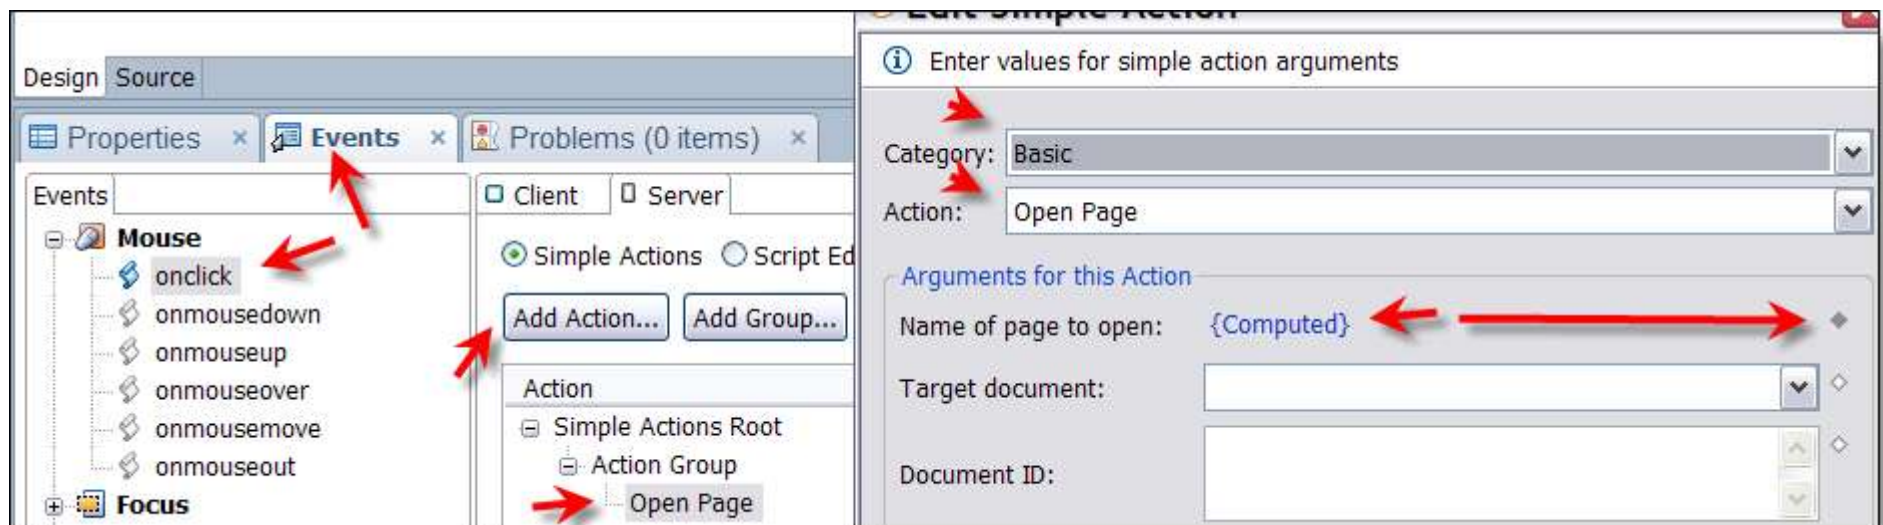 Design Source
Properties × Events × Problems (0 items) ×
Events
Mouse
onclick
onmousedown
onmouseup
onmouseover
onmousemove
onmouseout
Focus
Client Server
Simple Actions Script Ed
Add Action... Add Group...
Action
Simple Actions Root
Action Group
Open Page
Edit Simple Action
Enter values for simple action arguments
Category: Basic
Action: Open Page
Arguments for this Action
Name of page to open: {Computed}
Target document:
Document ID: